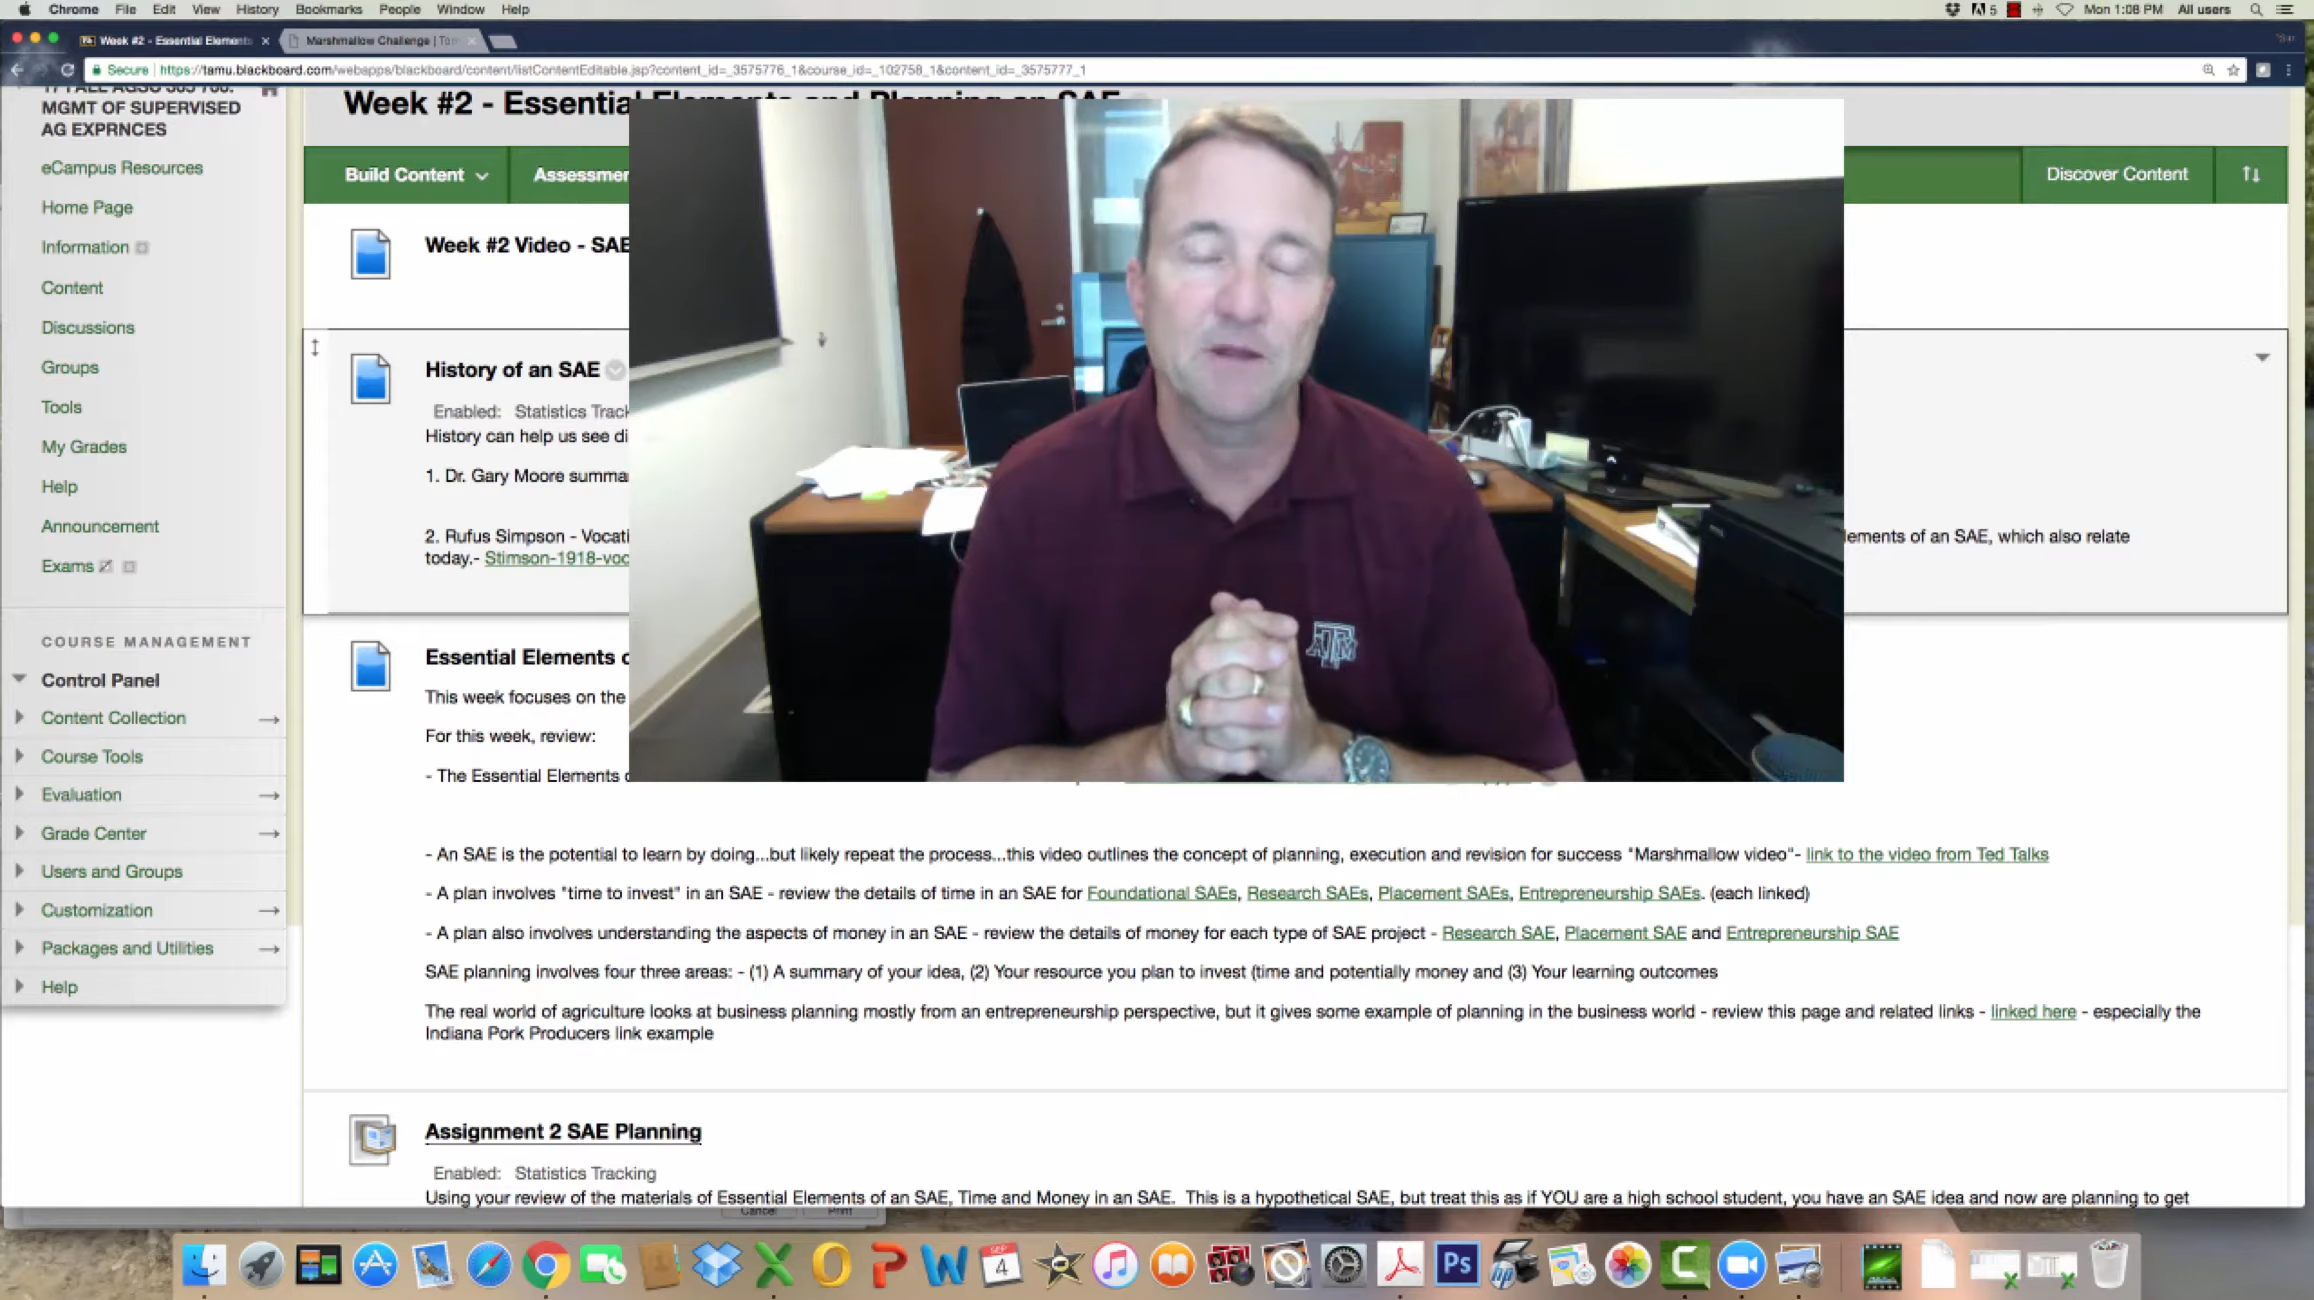 Chrome File Edit View History Bookmarks People Window Help
5 Mon 1:08 PM All users
Week #2 - Essential Elements
Marshmallow Challenge | Tom
Secure https://tamu.blackboard.com/webapps/blackboard/content/listContentEditable.jsp?content_id=_3575776_1&course_id=_102758_1&content_id=_3575777_1
MGMT OF SUPERVISED
AG EXPRNCES
eCampus Resources
Home Page
Information
Content
Discussions
Groups
Tools
My Grades
Help
Announcement
Exams
COURSE MANAGEMENT
Control Panel
Content Collection
Course Tools
Evaluation
Grade Center
Users and Groups
Customization
Packages and Utilities
Help
Week #2 - Essential Elements and Planning an SAE
Build Content
Discover Content
Week #2 Video - SAE
History of an SAE
Enabled: Statistics
History can help us see
1. Dr. Gary Moore
2. Rufus Simpson -
elements of an SAE, which also relate
today.- Stimson-1918-
ATM
Essential Elements
This week focuses on the
For this week, review:
- The Essential Elements
- An SAE is the potential to learn by doing...but likely repeat the process...this video outlines the concept of planning, execution and revision for success "Marshmallow video"- link to the video from Ted Talks
- A plan involves "time to invest" in an SAE - review the details of time in an SAE for Foundational SAEs, Research SAEs, Placement SAEs, Entrepreneurship SAEs. (each linked)
- A plan also involves understanding the aspects of money in an SAE - review the details of money for each type of SAE project - Research SAE, Placement SAE and Entrepreneurship SAE
SAE planning involves four three areas: - (1) A summary of your idea, (2) Your resource you plan to invest (time and potentially money and (3) Your learning outcomes
The real world of agriculture looks at business planning mostly from an entrepreneurship perspective, but it gives some example of planning in the business world - review this page and related links - linked here - especially the
Indiana Pork Producers link example
Assignment 2 SAE Planning
Enabled: Statistics Tracking
Using your review of the materials of Essential Elements of an SAE, Time and Money in an SAE. This is a hypothetical SAE, but treat this as if YOU are a high school student, you have an SAE idea and now are planning to get
Cancel Print
SEP
4
Ps
hp